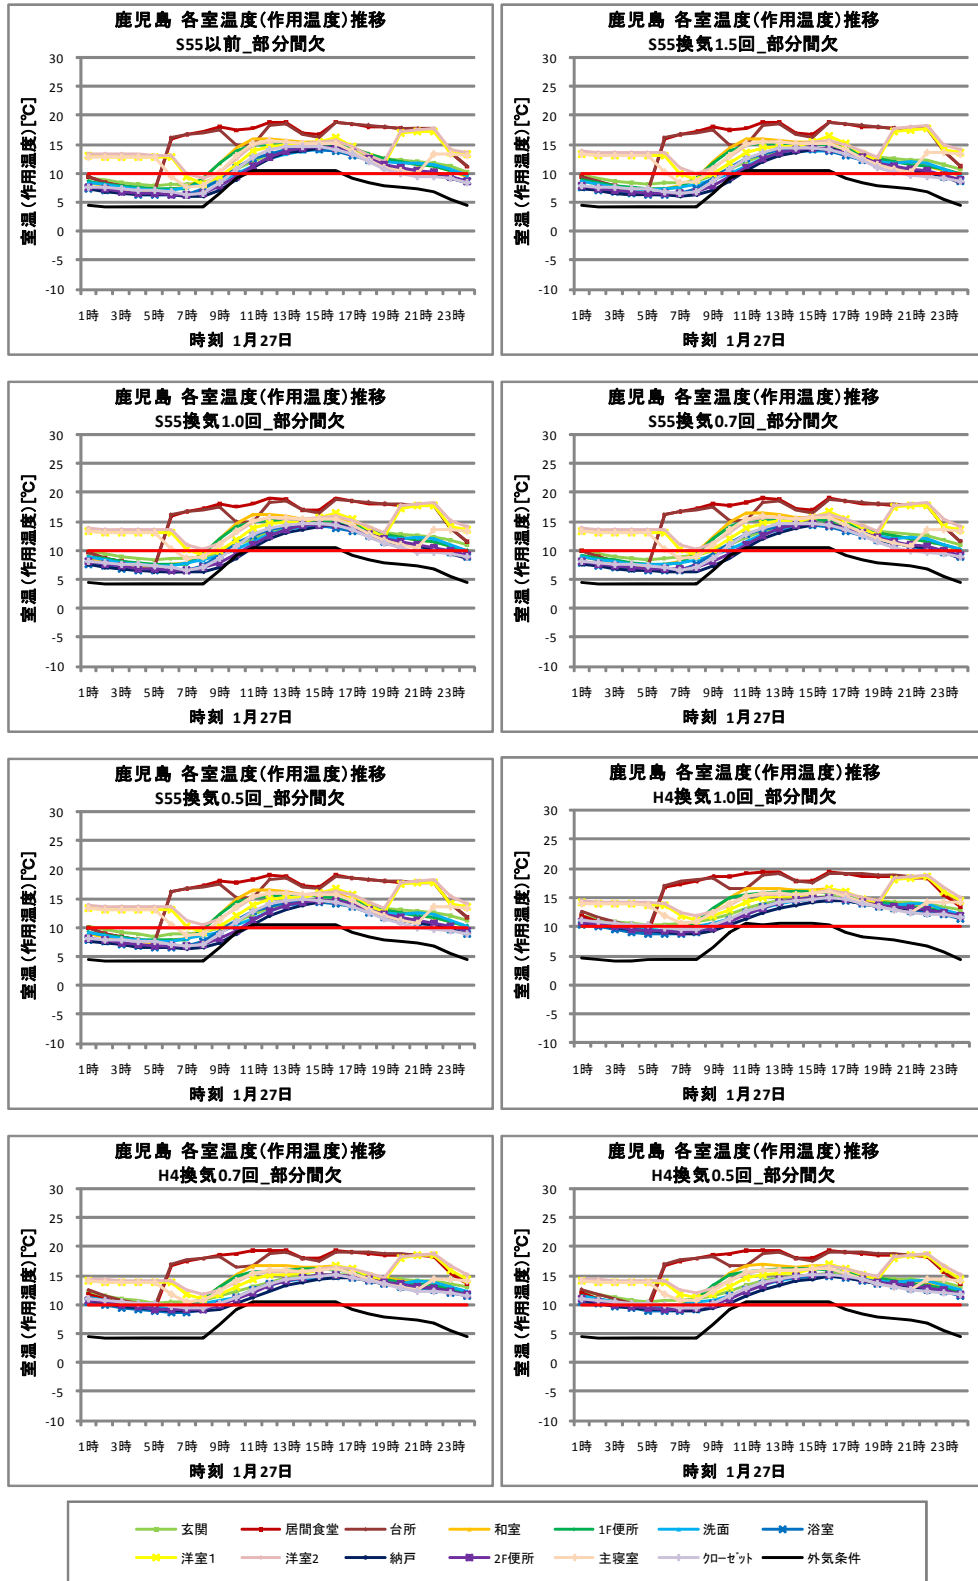 鹿児島 各室温度(作用温度)推移
S55以前_部分間欠
室温(作用温度)[℃]
30
25
20
15
10
5
0
-5
-10
1時 3時 5時 7時 9時 11時 13時 15時 17時 19時 21時 23時
時刻 1月27日
鹿児島 各室温度(作用温度)推移
S55換気1.5回_部分間欠
室温(作用温度)[℃]
30
25
20
15
10
5
0
-5
-10
1時 3時 5時 7時 9時 11時 13時 15時 17時 19時 21時 23時
時刻 1月27日
鹿児島 各室温度(作用温度)推移
S55換気1.0回_部分間欠
室温(作用温度)[℃]
30
25
20
15
10
5
0
-5
-10
1時 3時 5時 7時 9時 11時 13時 15時 17時 19時 21時 23時
時刻 1月27日
鹿児島 各室温度(作用温度)推移
S55換気0.7回_部分間欠
室温(作用温度)[℃]
30
25
20
15
10
5
0
-5
-10
1時 3時 5時 7時 9時 11時 13時 15時 17時 19時 21時 23時
時刻 1月27日
鹿児島 各室温度(作用温度)推移
S55換気0.5回_部分間欠
室温(作用温度)[℃]
30
25
20
15
10
5
0
-5
-10
1時 3時 5時 7時 9時 11時 13時 15時 17時 19時 21時 23時
時刻 1月27日
鹿児島 各室温度(作用温度)推移
H4換気1.0回_部分間欠
室温(作用温度)[℃]
30
25
20
15
10
5
0
-5
-10
1時 3時 5時 7時 9時 11時 13時 15時 17時 19時 21時 23時
時刻 1月27日
鹿児島 各室温度(作用温度)推移
H4換気0.7回_部分間欠
室温(作用温度)[℃]
30
25
20
15
10
5
0
-5
-10
1時 3時 5時 7時 9時 11時 13時 15時 17時 19時 21時 23時
時刻 1月27日
鹿児島 各室温度(作用温度)推移
H4換気0.5回_部分間欠
室温(作用温度)[℃]
30
25
20
15
10
5
0
-5
-10
1時 3時 5時 7時 9時 11時 13時 15時 17時 19時 21時 23時
時刻 1月27日
玄関 居間食堂 台所 和室 1F便所 洗面 浴室
洋室1 洋室2 納戸 2F便所 主寝室 ｸﾛｰｾﾞｯﾄ 外気条件